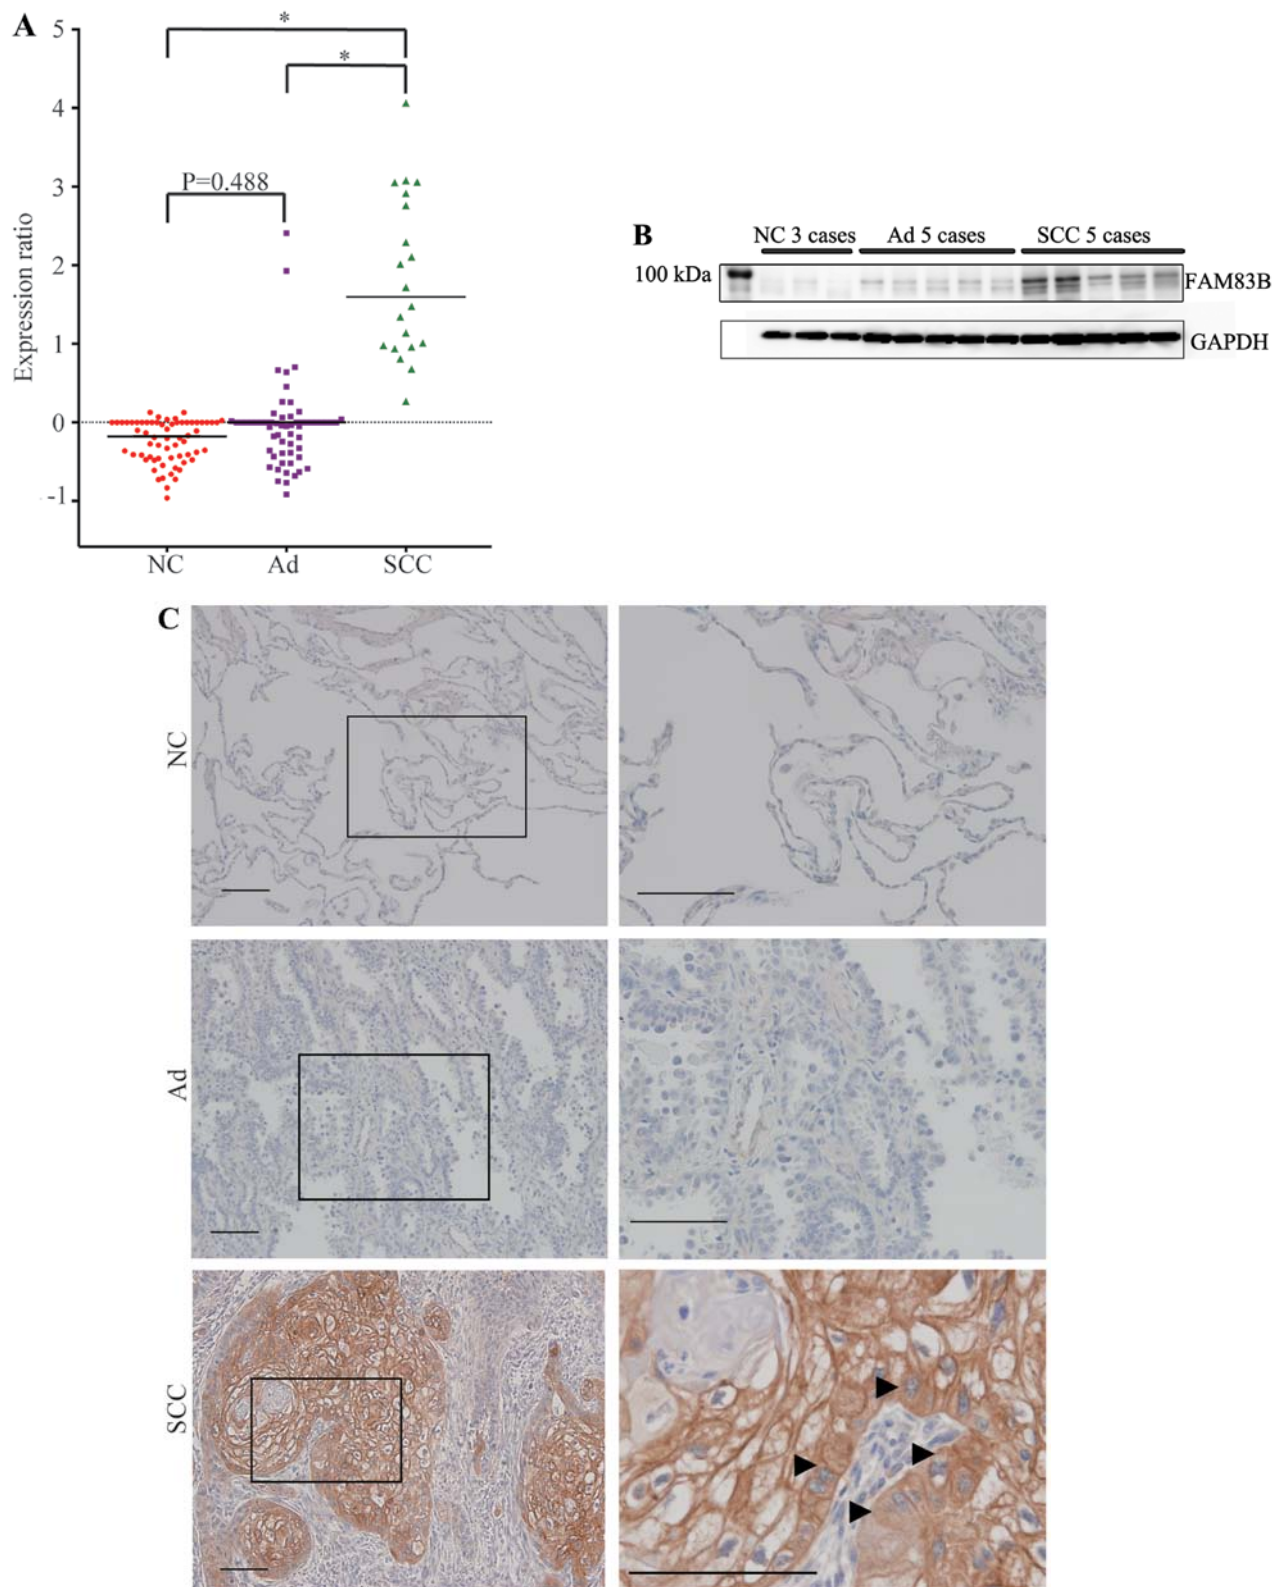 A
5
*
*
4
3
P=0.488
2
1
0
-1
Expression ratio
NC
Ad
SCC
B
NC 3 cases
Ad 5 cases
SCC 5 cases
100 kDa
FAM83B
GAPDH
C
NC
Ad
SCC